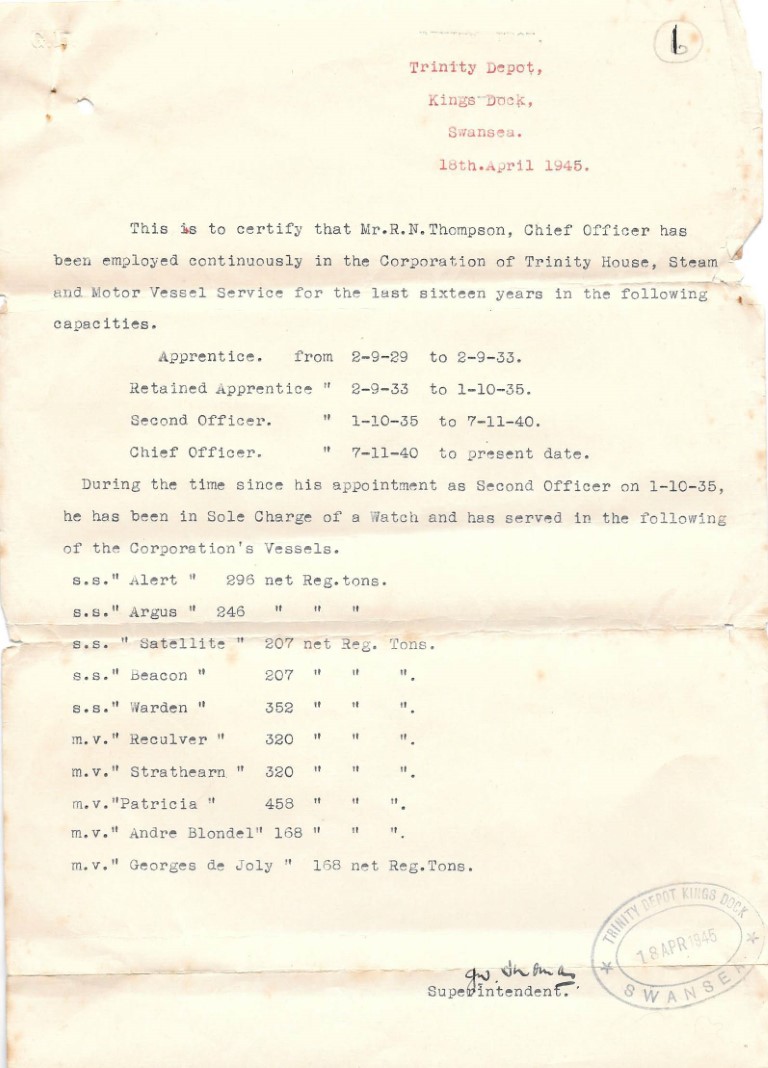 6
Trinity Depot,
Kings Dock,
Swansea.
18th.April 1945.
This is to certify that Mr.R.N.Thompson, Chief Officer has
been employed continuously in the Corporation of Trinity House, Steam
and Motor Vessel Service for the last sixteen years in the following
capacities.
Apprentice. from 2-9-29 to 2-9-33.
Retained Apprentice " 2-9-33 to 1-10-35.
Second Officer. " 1-10-35 to 7-11-40.
Chief Officer. " 7-11-40 to present date.
During the time since his appointment as Second Officer on 1-10-35,
he has been in Sole Charge of a Watch and has served in the following
of the Corporation's Vessels.
s.s." Alert " 296 net Reg.tons.
s.s." Argus " 246 " " "
s.s. " Satellite " 207 net Reg. Tons.
s.s." Beacon " 207 " " ".
s.s." Warden " 352 " " ".
m.v." Reculver " 320 " " ".
m.v." Strathearn " 320 " " ".
m.v."Patricia " 458 " " ".
m.v." Andre Blondel" 168 " " ".
m.v." Georges de Joly " 168 net Reg.Tons.
TRINITY DEPOT KINGS DOCK
18 APR 1945
SWANSEA
Superintendent.